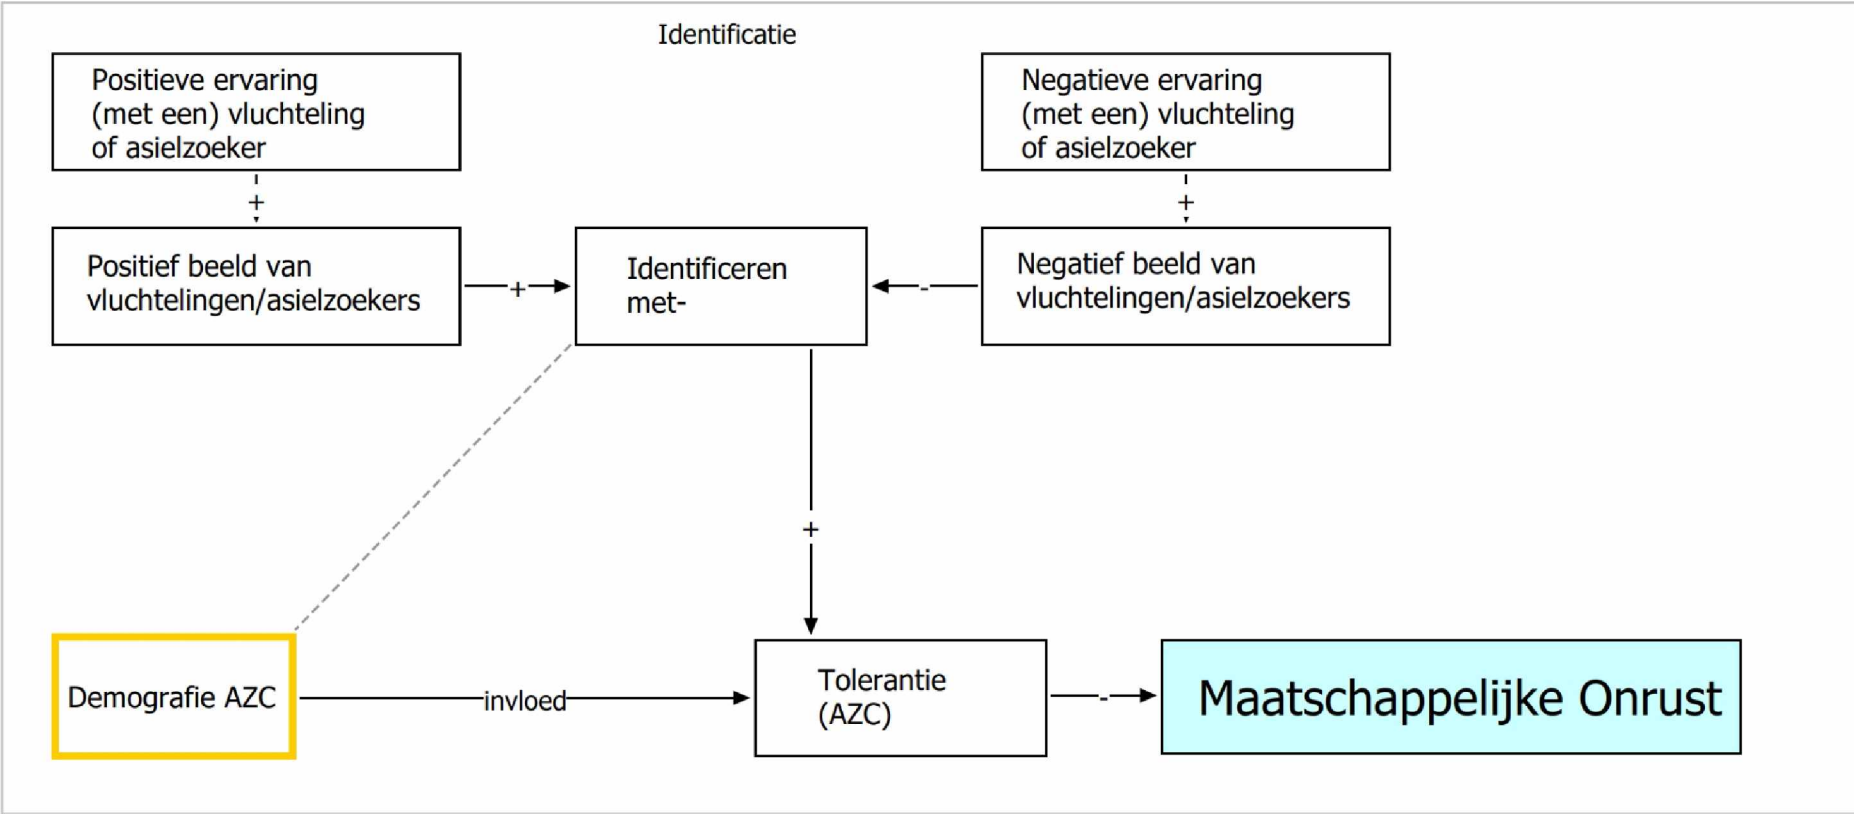 Identificatie
Positieve ervaring
(met een) vluchteling
of asielzoeker
Negatieve ervaring
(met een) vluchteling
of asielzoeker
+
+
Positief beeld van
vluchtelingen/asielzoekers
+
Identificeren
met-
-
Negatief beeld van
vluchtelingen/asielzoekers
+
Demografie AZC
invloed
Tolerantie
(AZC)
-
Maatschappelijke Onrust